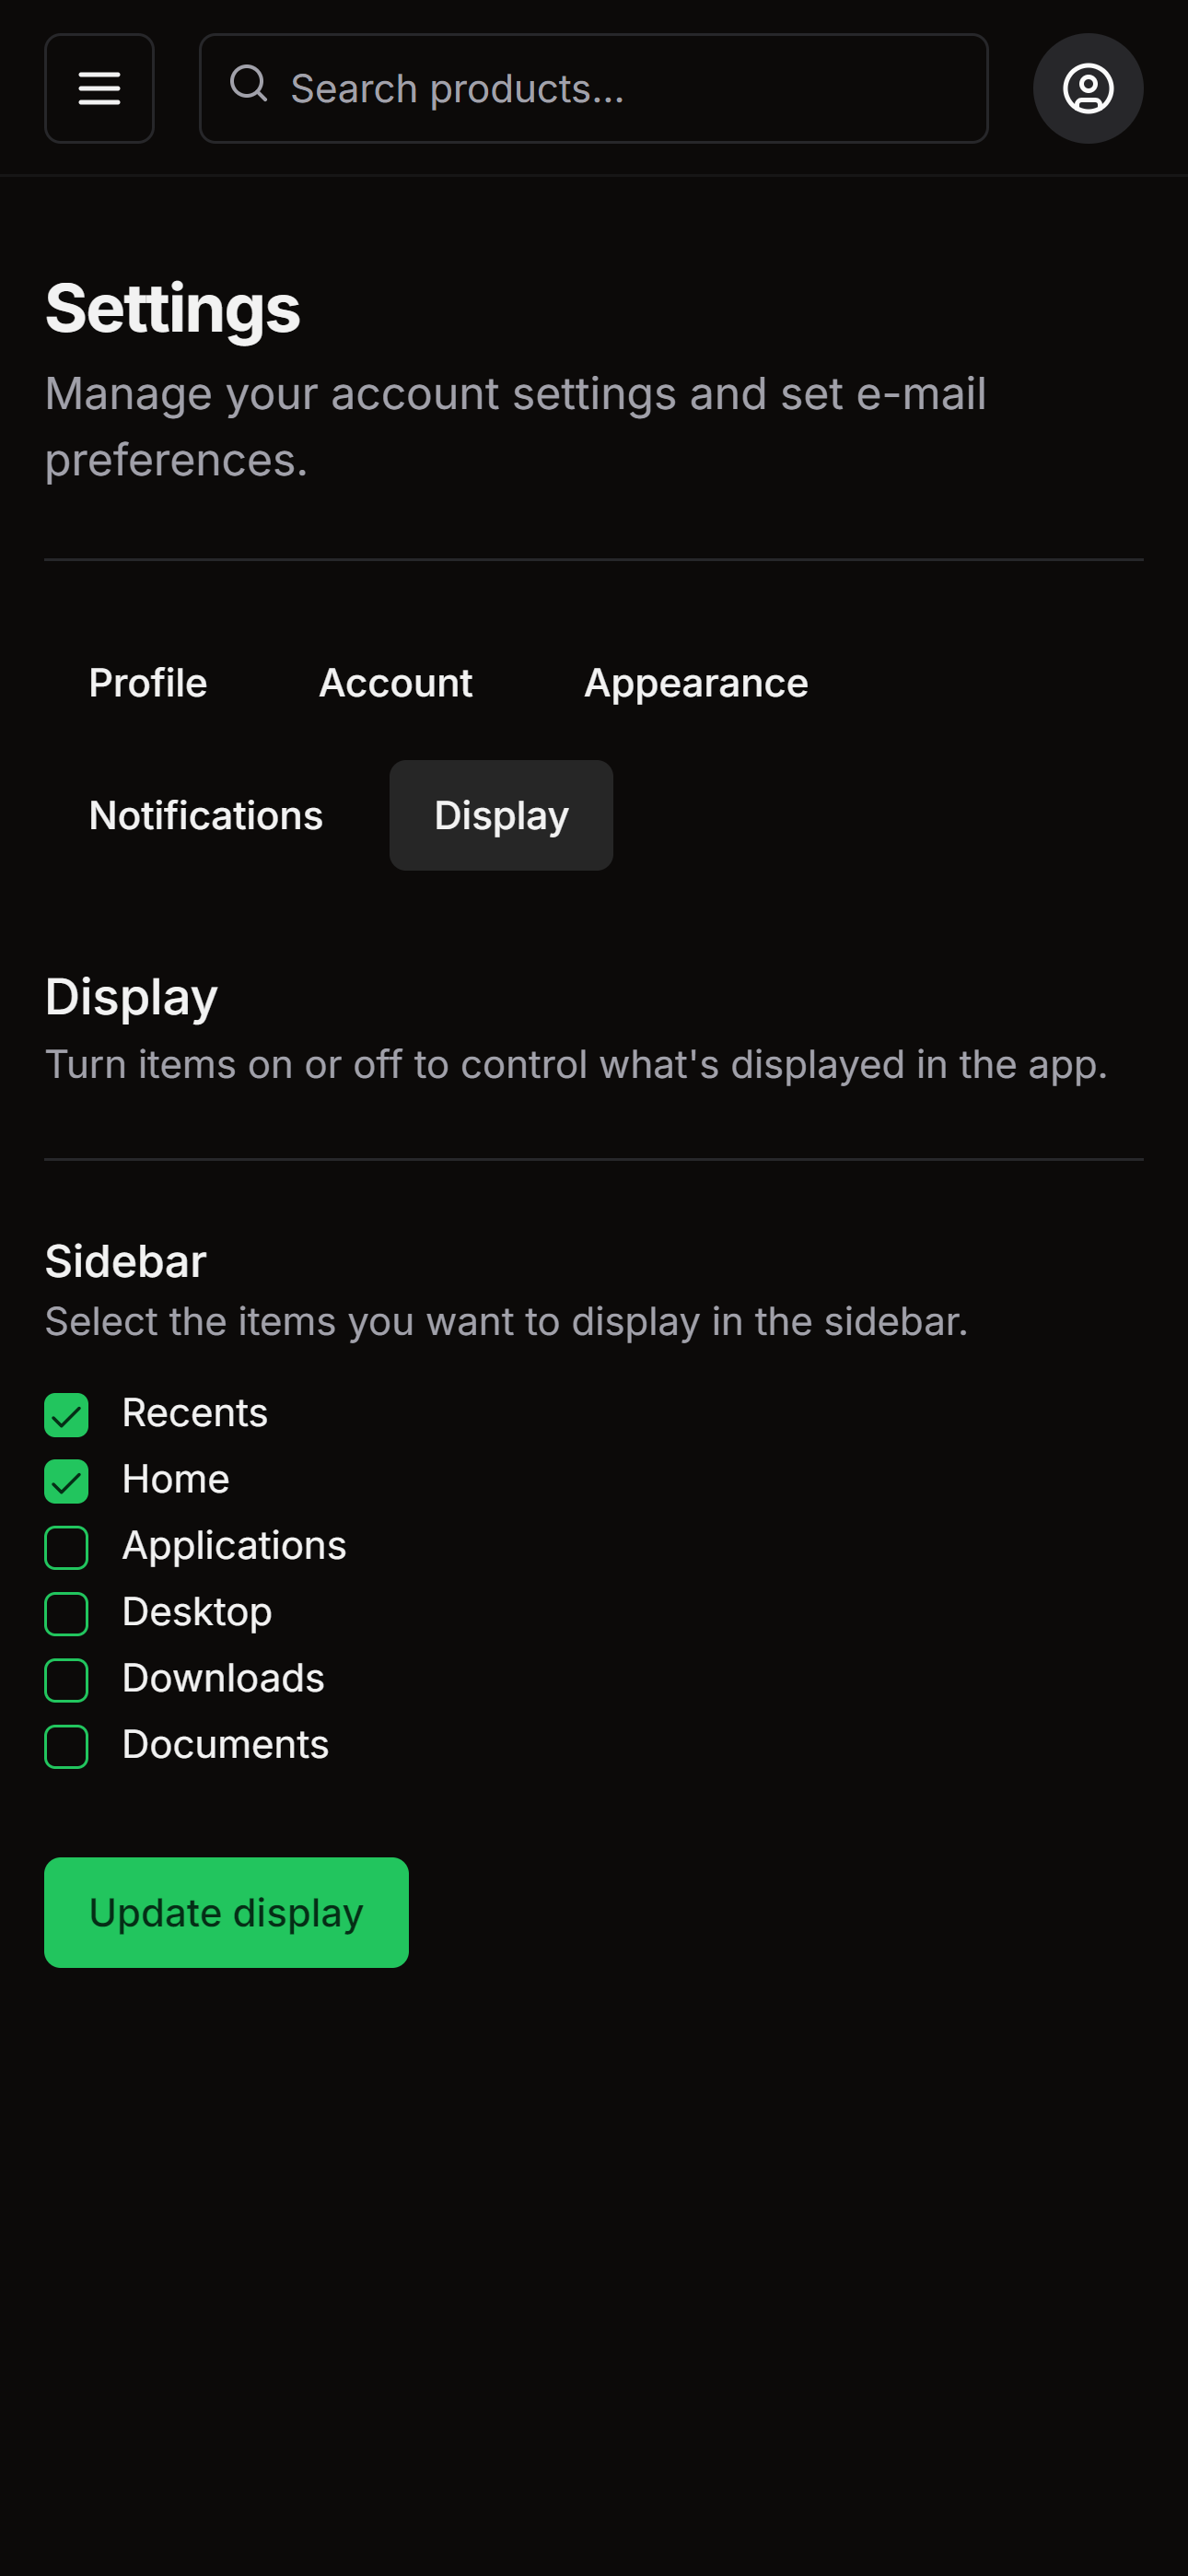 Search products...
Settings
Manage your account settings and set e-mail
preferences.
Profile Account Appearance
Notifications Display
Display
Turn items on or off to control what's displayed in the app.
Sidebar
Select the items you want to display in the sidebar.
Recents
Home
Applications
Desktop
Downloads
Documents
Update display